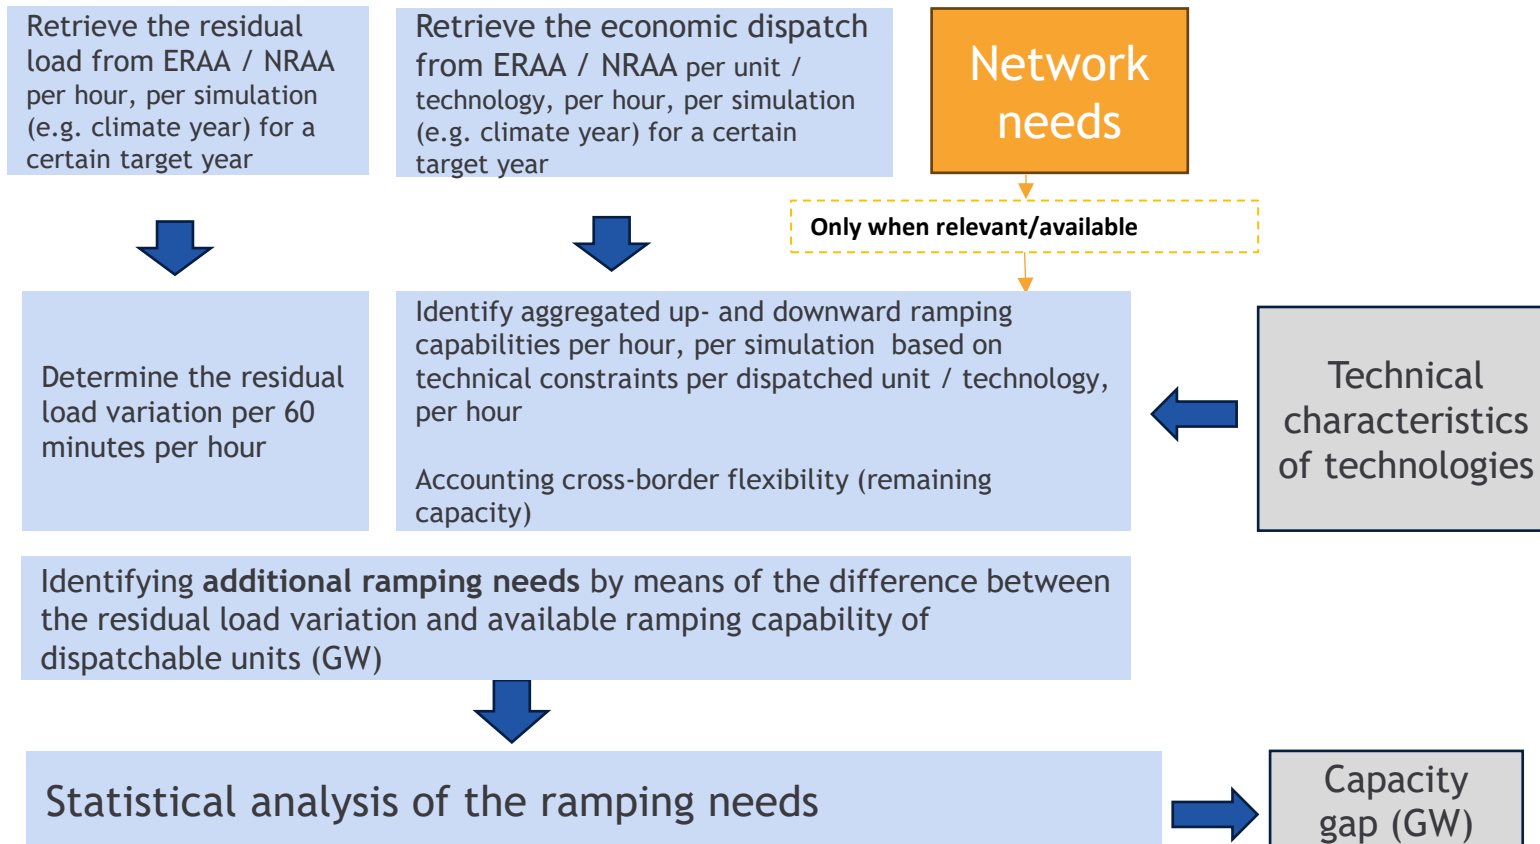 Retrieve the residual
load from ERAA / NRAA
per hour, per simulation
(e.g. climate year) for a
certain target year
Retrieve the economic dispatch
from ERAA / NRAA per unit /
technology, per hour, per simulation
(e.g. climate year) for a certain
target year
Network
needs
Only when relevant/available
Determine the residual
load variation per 60
minutes per hour
Identify aggregated up- and downward ramping
capabilities per hour, per simulation based on
technical constraints per dispatched unit / technology,
per hour
Accounting cross-border flexibility (remaining
capacity)
Technical
characteristics
of technologies
Identifying additional ramping needs by means of the difference between
the residual load variation and available ramping capability of
dispatchable units (GW)
Statistical analysis of the ramping needs
Capacity
gap (GW)